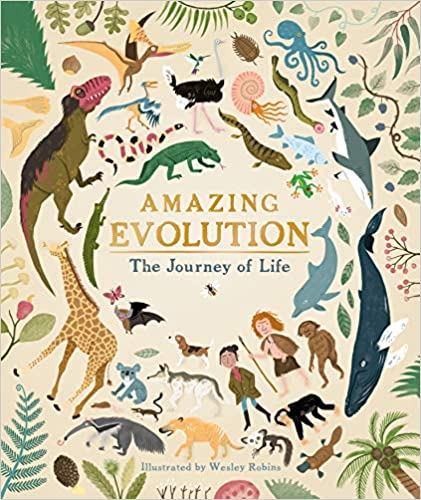 AMAZING
EVOLUTION
The Journey of Life
Illustrated by Wesley Robins